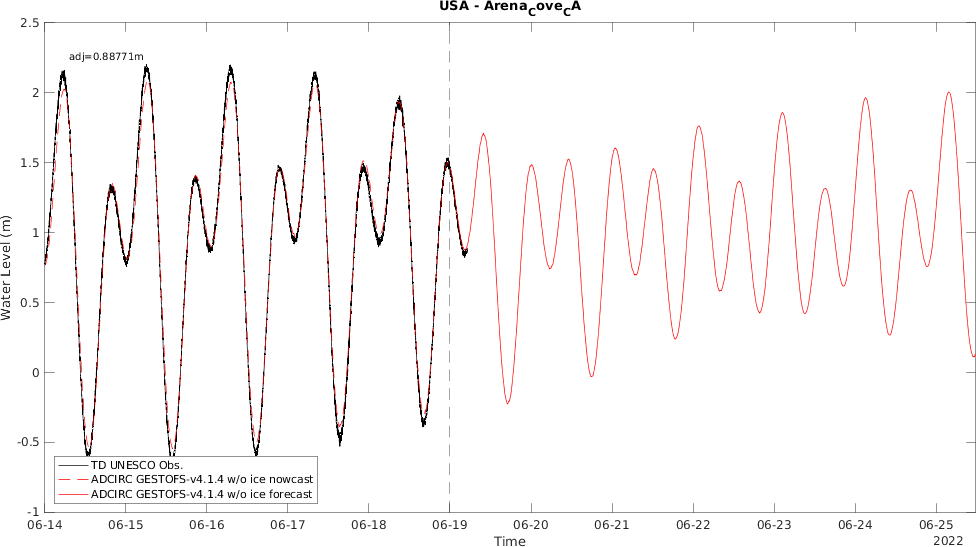 USA - Arena_Cove_CA
2.5
adj=0.88771m
2
1.5
1
0.5
0
-0.5
-1
Water Level (m)
TD UNESCO Obs.
ADCIRC GESTOFS-v4.1.4 w/o ice nowcast
ADCIRC GESTOFS-v4.1.4 w/o ice forecast
06-14 06-15 06-16 06-17 06-18 06-19 06-20 06-21 06-22 06-23 06-24 06-25
Time
2022